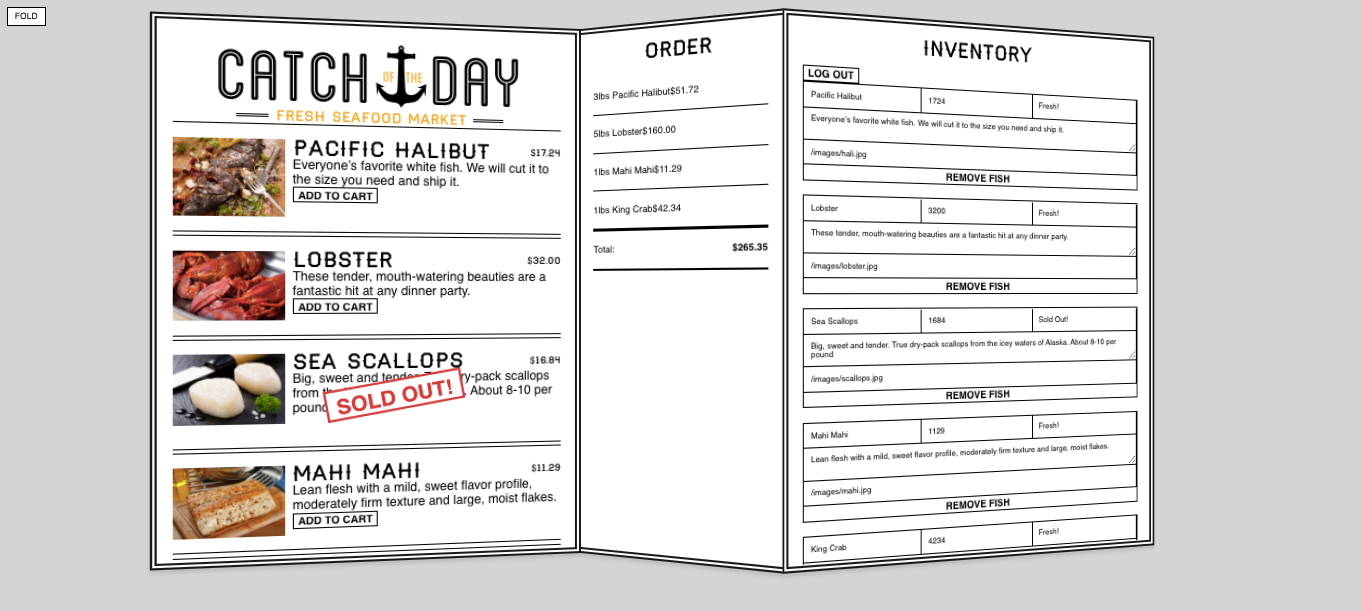 FOLD
CATCH OF THE DAY
FRESH SEAFOOD MARKET
PACIFIC HALIBUT $17.24
Everyone's favorite white fish. We will cut it to
the size you need and ship it.
ADD TO CART
LOBSTER $32.00
These tender, mouth-watering beauties are a
fantastic hit at any dinner party.
ADD TO CART
SEA SCALLOPS $16.84
Big, sweet and tender. ry-pack scallops
from About 8-10 per
pound
SOLD OUT!
MAHI MAHI $11.29
Lean flesh with a mild, sweet flavor profile,
moderately firm texture and large, moist flakes.
ADD TO CART
ORDER
3lbs Pacific Halibut$51.72
5lbs Lobster$160.00
1lbs Mahi Mahi$11.29
1lbs King Crab$42.34
Total: $265.35
INVENTORY
LOG OUT
Pacific Halibut 1724 Fresh!
Everyone's favorite white fish. We will cut it to the size you need and ship it.
/images/hali.jpg
REMOVE FISH
Lobster 3200 Fresh!
These tender, mouth-watering beauties are a fantastic hit at any dinner party.
/images/lobster.jpg
REMOVE FISH
Sea Scallops 1684 Sold Out!
Big, sweet and tender. True dry-pack scallops from the icey waters of Alaska. About 8-10 per
pound
/images/scallops.jpg
REMOVE FISH
Mahi Mahi 1129 Fresh!
Lean flesh with a mild, sweet flavor profile, moderately firm texture and large, moist flakes.
/images/mahi.jpg
REMOVE FISH
King Crab 4234 Fresh!